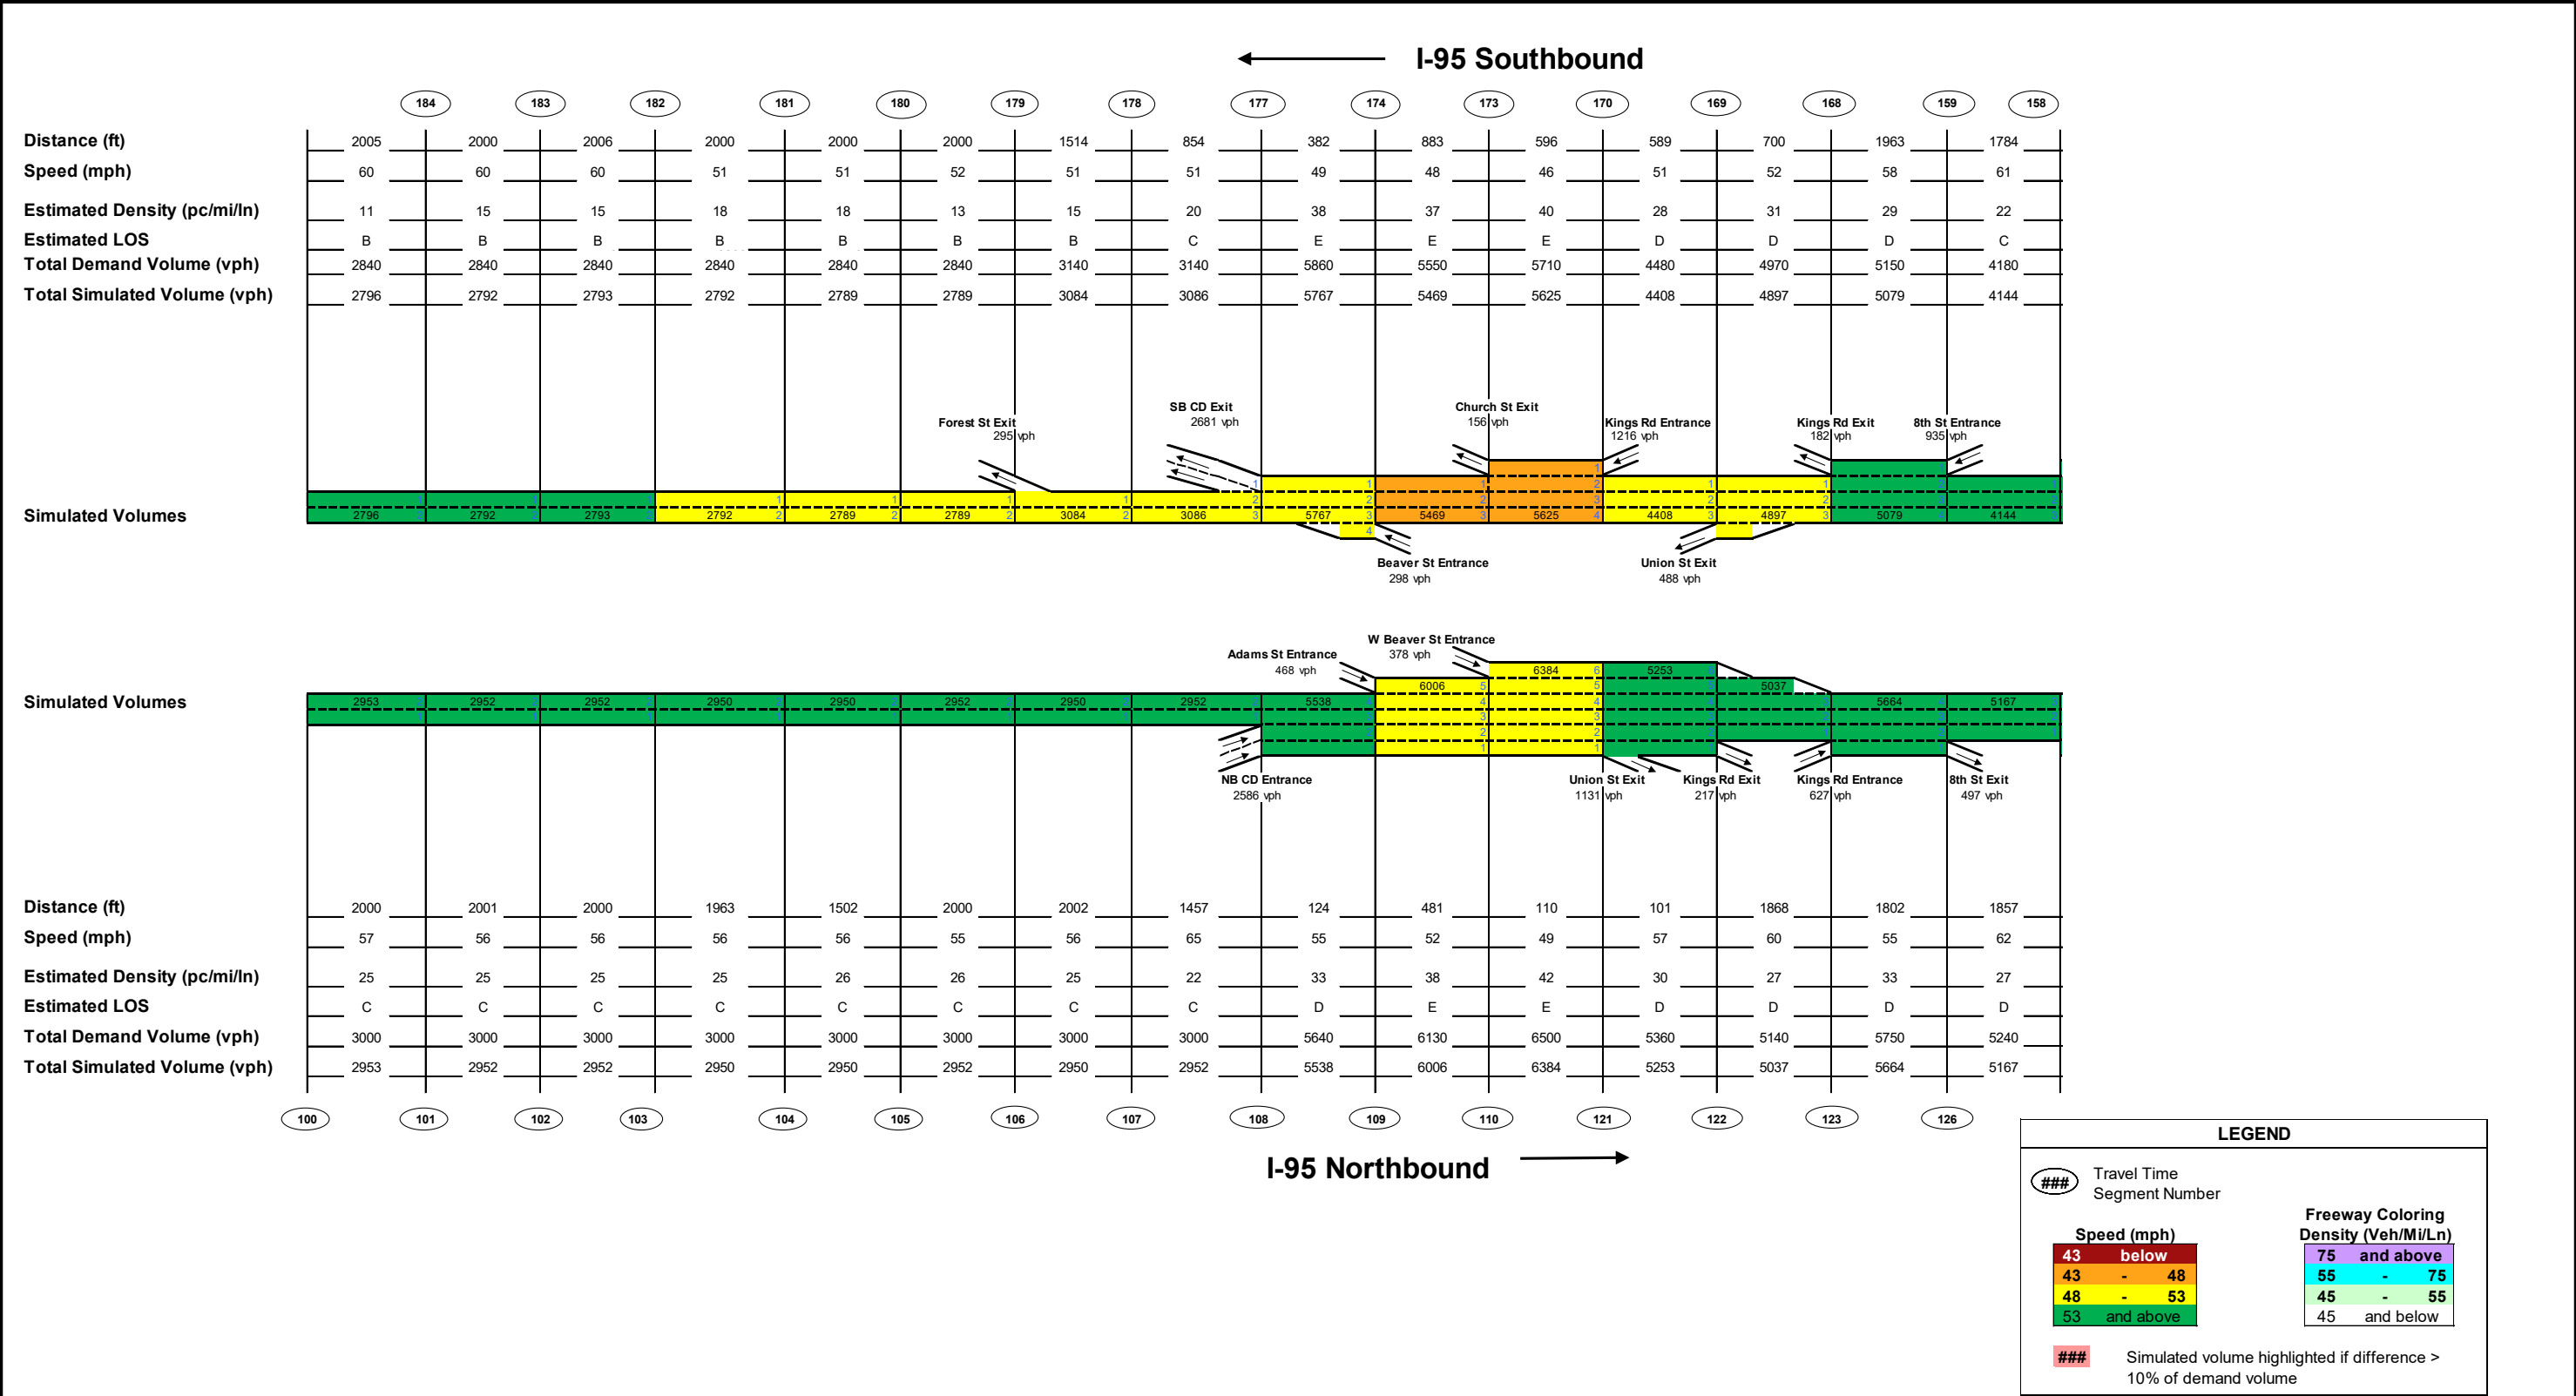 I-95 Southbound
184 183 182 181 180 179 178 177 174 173 170 169 168 159 158
Distance (ft) 2005 2000 2006 2000 2000 2000 1514 854 382 883 596 589 700 1963 1784
Speed (mph) 60 60 60 51 51 52 51 51 49 48 46 51 52 58 61
Estimated Density (pc/mi/ln) 11 15 15 18 18 13 15 20 38 37 40 28 31 29 22
Estimated LOS B B B B B B B C E E E D D D C
Total Demand Volume (vph) 2840 2840 2840 2840 2840 2840 3140 3140 5860 5550 5710 4480 4970 5150 4180
Total Simulated Volume (vph) 2796 2792 2793 2792 2789 2789 3084 3086 5767 5469 5625 4408 4897 5079 4144
SB CD Exit Church St Exit
2681 vph 156 vph
Forest St Exit Kings Rd Entrance Kings Rd Exit 8th St Entrance
295 vph 1216 vph 182 vph 935 vph
Simulated Volumes 2796 2792 2793 2792 2789 2789 3084 3086 5767 5469 5625 4408 4897 5079 4144
Beaver St Entrance Union St Exit
298 vph 488 vph
W Beaver St Entrance
378 vph
Adams St Entrance
468 vph
6384 5253
6006 5037
Simulated Volumes 2953 2952 2952 2950 2950 2952 2950 2952 5538 5664 5167
NB CD Entrance Union St Exit Kings Rd Exit Kings Rd Entrance 8th St Exit
2586 vph 1131 vph 217 vph 627 vph 497 vph
Distance (ft) 2000 2001 2000 1963 1502 2000 2002 1457 124 481 110 101 1868 1802 1857
Speed (mph) 57 56 56 56 56 55 56 65 55 52 49 57 60 55 62
Estimated Density (pc/mi/ln) 25 25 25 25 26 26 25 22 33 38 42 30 27 33 27
Estimated LOS C C C C C C C C D E E D D D D
Total Demand Volume (vph) 3000 3000 3000 3000 3000 3000 3000 3000 5640 6130 6500 5360 5140 5750 5240
Total Simulated Volume (vph) 2953 2952 2952 2950 2950 2952 2950 2952 5538 6006 6384 5253 5037 5664 5167
100 101 102 103 104 105 106 107 108 109 110 121 122 123 126
I-95 Northbound
LEGEND
### Travel Time
Segment Number
Freeway Coloring
Speed (mph) Density (Veh/Mi/Ln)
43 below 75 and above
43 - 48 55 - 75
48 - 53 45 - 55
53 and above 45 and below
### Simulated volume highlighted if difference >
10% of demand volume